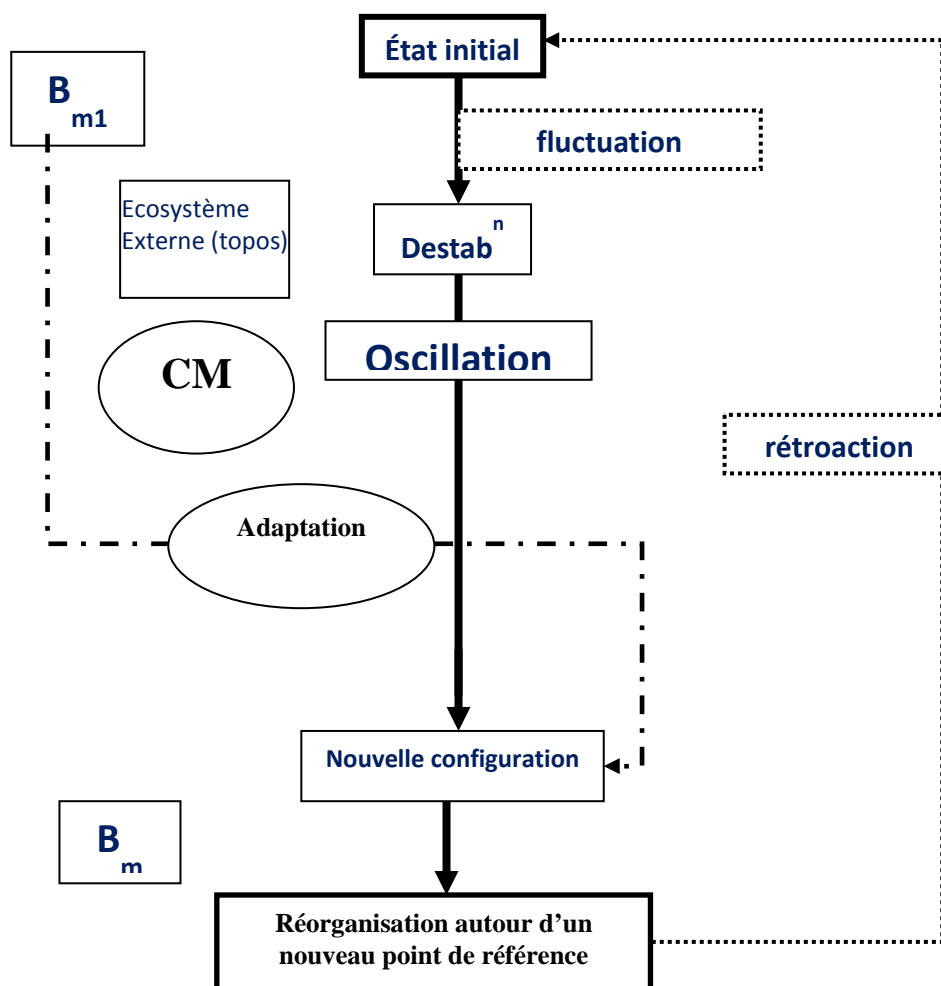 État initial
B
m1
fluctuation
Ecosystème
Externe (topos)
Destab^n
Oscillation
CM
rétroaction
Adaptation
Nouvelle configuration
B
m
Réorganisation autour d’un
nouveau point de référence